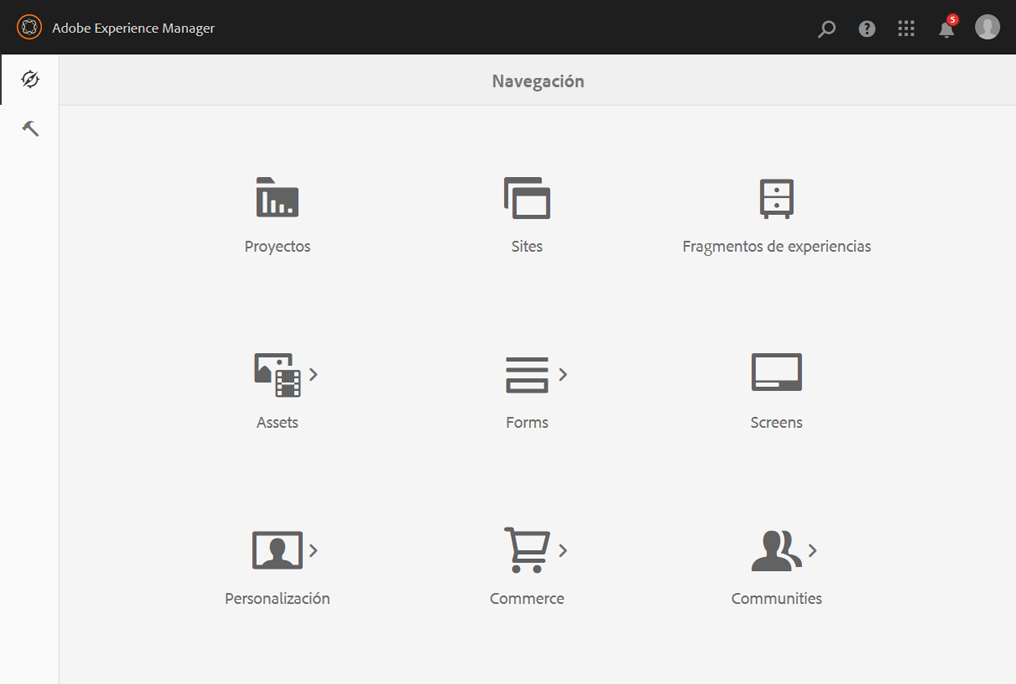 Adobe Experience Manager
5
Navegación
Proyectos
Sites
Fragmentos de experiencias
Assets
Forms
Screens
Personalización
Commerce
Communities